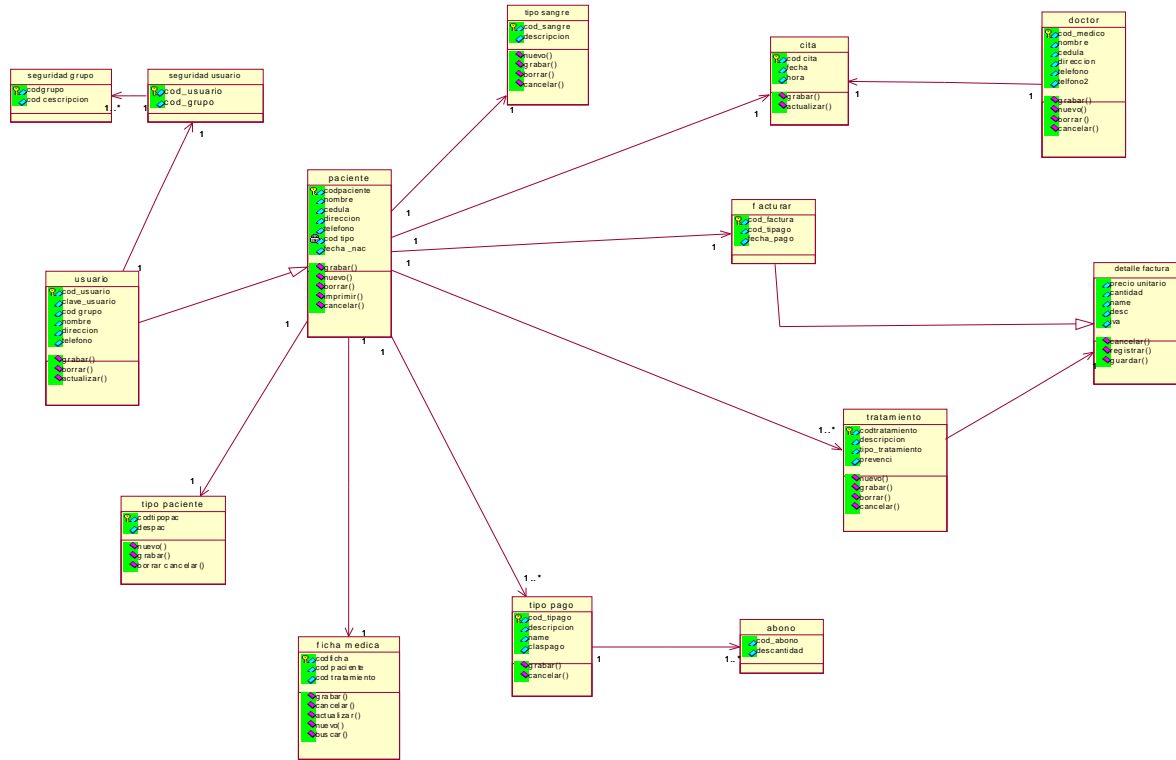 tipo sangre
cod_sangre
descripcion
nuevo()
grabar()
borrar()
cancelar()
1
cita
cod cita
fecha
hora
grabar()
actualizar()
1
1
doctor
cod_medico
nombre
cedula
direccion
telefono
telfono2
grabar()
nuevo()
borrar()
cancelar()
1
seguridad grupo
codgrupo
cod cescripcion
1..*
1
seguridad usuario
cod_usuario
cod_grupo
1
paciente
codpaciente
nombre
cedula
direccion
telefono
cod tipo
fecha_nac
grabar()
nuevo()
borrar()
imprimir()
cancelar()
1
1
1
1
1
1
facturar
cod_factura
cod_tipago
fecha_pago
1
usuario
cod_usuario
clave_usuario
cod grupo
nombre
direccion
telefono
grabar()
borrar()
actualizar()
1
detalle factura
precio unitario
cantidad
name
desc
iva
cancelar()
registrar()
guardar()
1
tratamiento
codtratamiento
descripcion
tipo_tratamiento
prevenci
nuevo()
grabar()
borrar()
cancelar()
1..*
tipo paciente
codtipopac
despac
nuevo()
grabar()
borrar cancelar()
1
ficha medica
codficha
cod paciente
cod tratamiento
grabar()
cancelar()
actualizar()
nuevo()
buscar()
1
tipo pago
cod_tipago
descripcion
name
claspago
grabar()
cancelar()
1..*
1
abono
cod_abono
descantidad
1..*